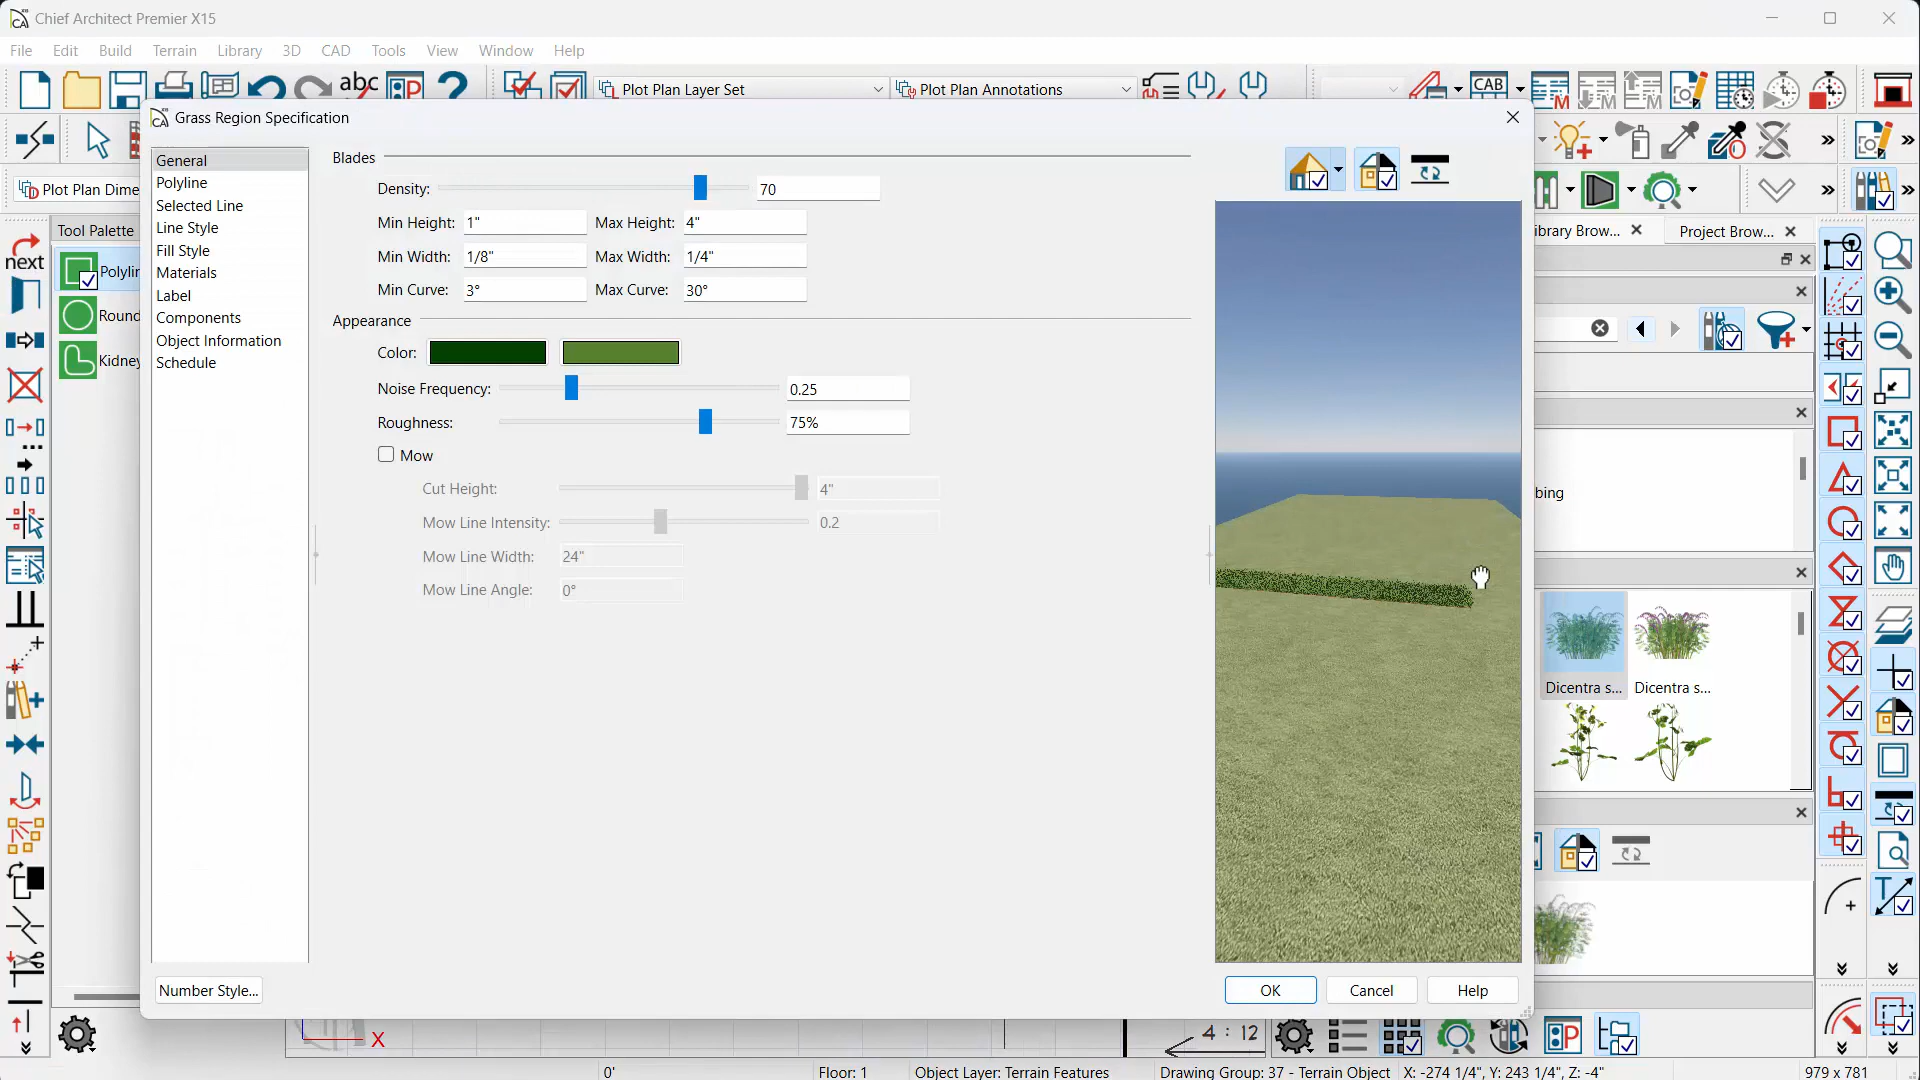 Chief Architect Premier X15
File Edit Build Terrain Library 3D CAD Tools View Window Help
abc
Plot Plan Layer Set
Plot Plan Annotations
CAB
Grass Region Specification
Plot Plan Dime
Tool Palette
next
Polylin
Round
Kidney
General
Polyline
Selected Line
Line Style
Fill Style
Materials
Label
Components
Object Information
Schedule
Blades
Density: 70
Min Height: 1" Max Height: 4"
Min Width: 1/8" Max Width: 1/4"
Min Curve: 3° Max Curve: 30°
Appearance
Color:
Noise Frequency: 0.25
Roughness: 75%
Mow
Cut Height: 4"
Mow Line Intensity: 0.2
Mow Line Width: 24"
Mow Line Angle: 0°
ibrary Brow...
Project Brow...
bing
Dicentra s... Dicentra s...
Number Style...
OK Cancel Help
X
4 : 12
0'
Floor: 1
Object Layer: Terrain Features
Drawing Group: 37 - Terrain Object
X: -274 1/4", Y: 243 1/4", Z: -4"
979 x 781